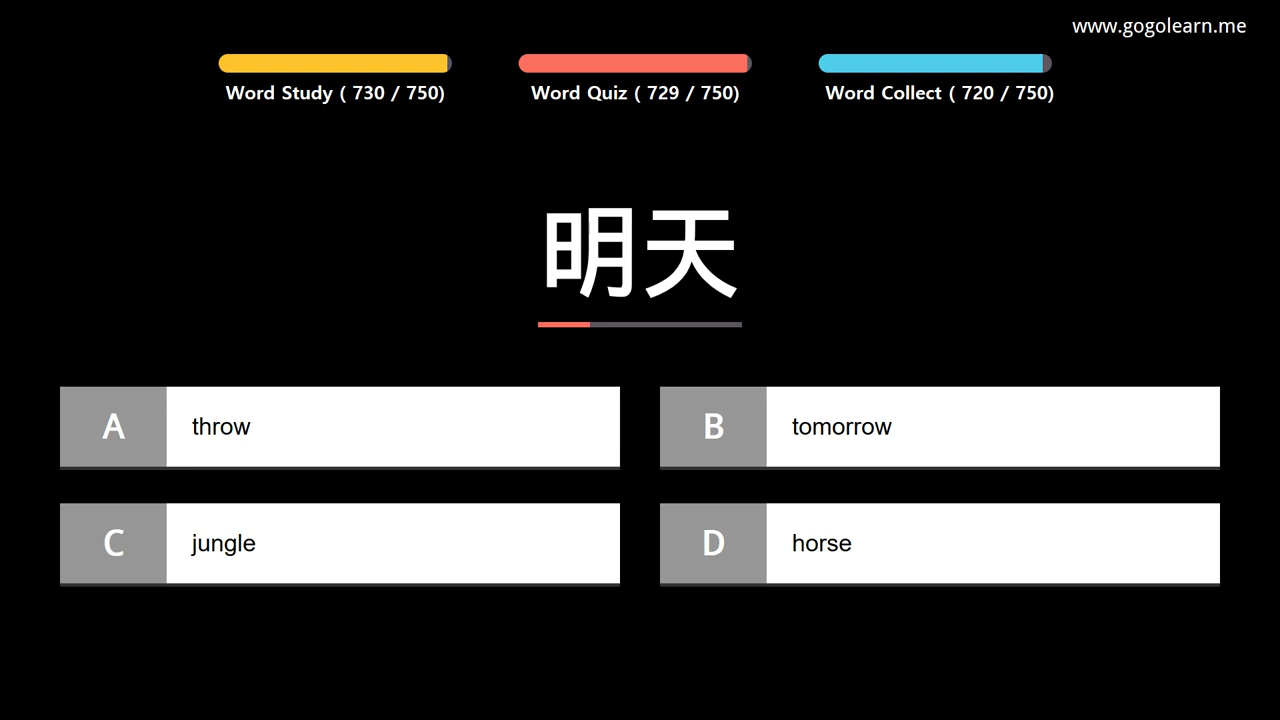 www.gogolearn.me
Word Study ( 730 / 750)
Word Quiz ( 729 / 750)
Word Collect ( 720 / 750)
明天
A throw
B tomorrow
C jungle
D horse